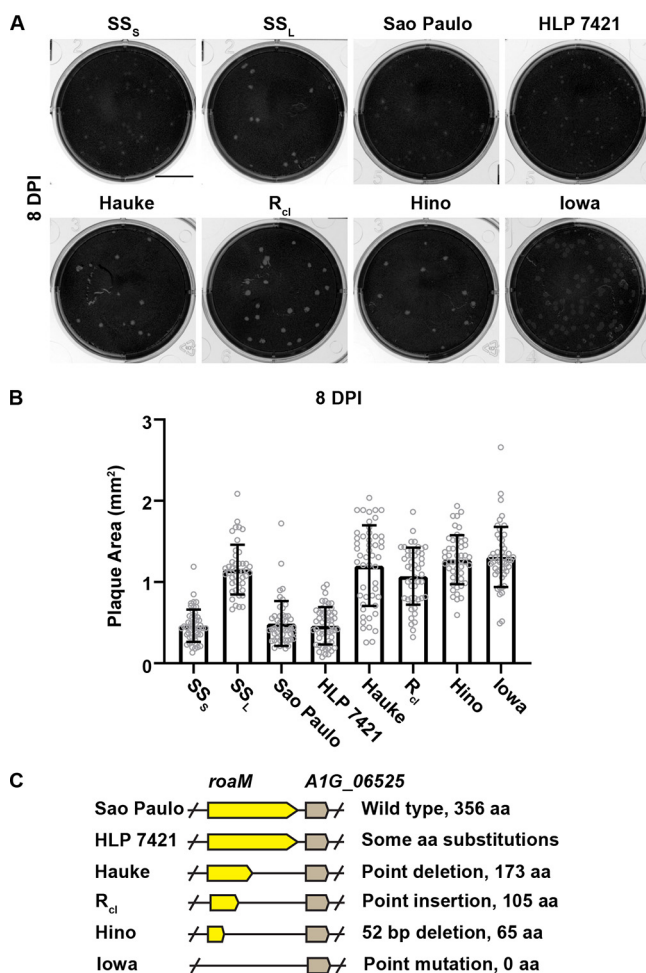 A
SSS
SSL
Sao Paulo
HLP 7421
8 DPI
Hauke
Rcl
Hino
Iowa
B
8 DPI
Plaque Area (mm²)
3
2
1
0
SSS
SSL
Sao Paulo
HLP 7421
Hauke
Rcl
Hino
Iowa
C
roaM A1G_06525
Sao Paulo Wild type, 356 aa
HLP 7421 Some aa substitutions
Hauke Point deletion, 173 aa
Rcl Point insertion, 105 aa
Hino 52 bp deletion, 65 aa
Iowa Point mutation, 0 aa